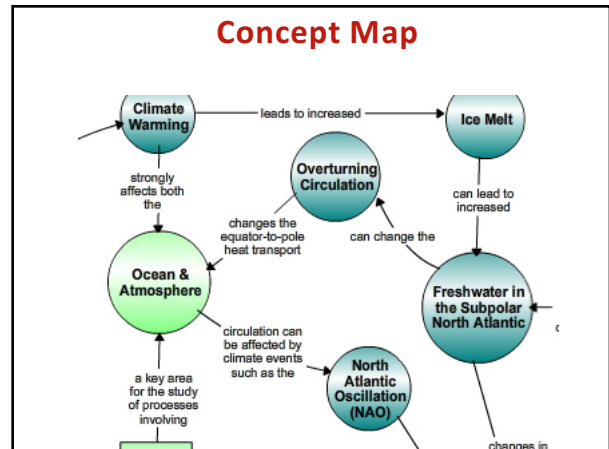 Concept Map
Climate
Warming
leads to increased
Ice Melt
strongly
affects both
the
Overturning
Circulation
can lead to
increased
changes the
equator-to-pole
heat transport
can change the
Ocean &
Atmosphere
Freshwater in
the Subpolar
North Atlantic
circulation can
be affected by
climate events
such as the
North
Atlantic
Oscillation
(NAO)
a key area
for the study
of processes
involving
changes in